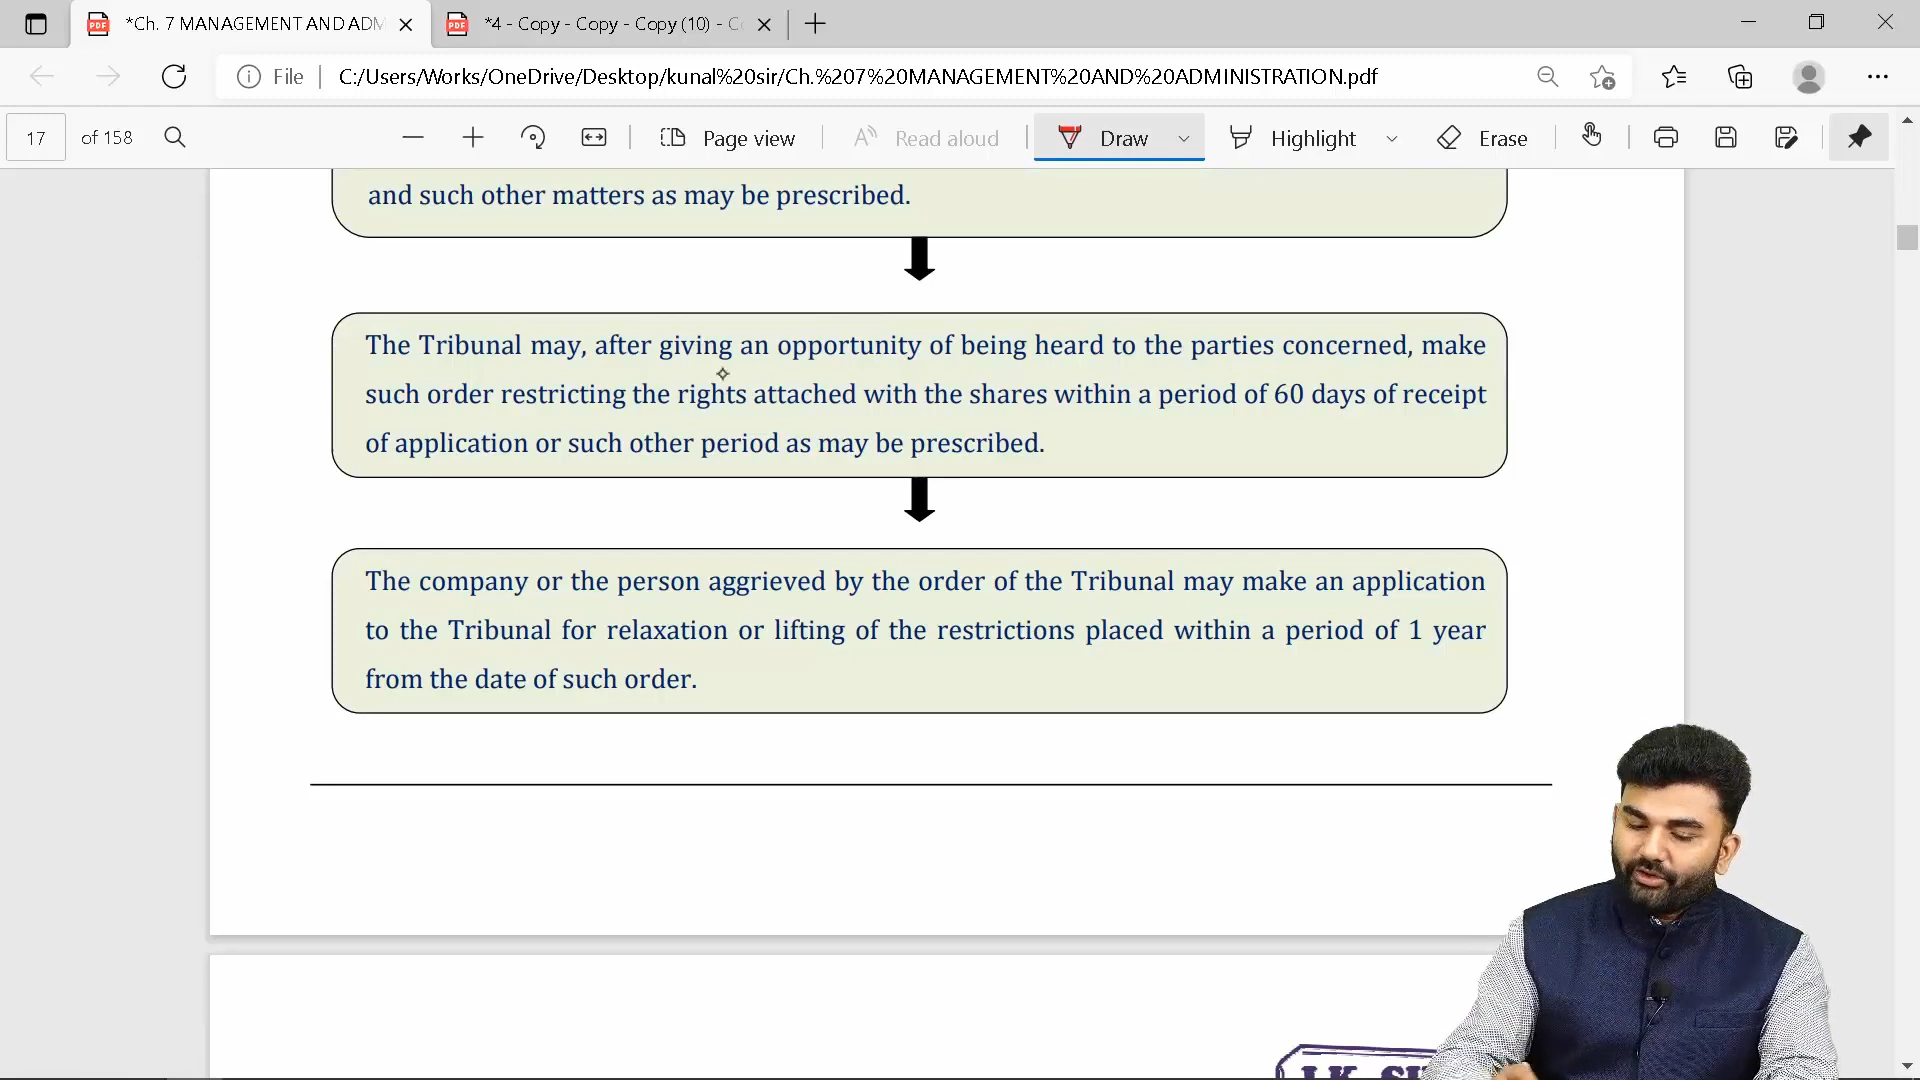 *Ch. 7 MANAGEMENT AND ADM
*4 - Copy - Copy - Copy (10) - Co
File
C:/Users/Works/OneDrive/Desktop/kunal%20sir/Ch.%207%20MANAGEMENT%20AND%20ADMINISTRATION.pdf
17 of 158
Page view
Read aloud
Draw
Highlight
Erase
and such other matters as may be prescribed.
The Tribunal may, after giving an opportunity of being heard to the parties concerned, make
such order restricting the rights attached with the shares within a period of 60 days of receipt
of application or such other period as may be prescribed.
The company or the person aggrieved by the order of the Tribunal may make an application
to the Tribunal for relaxation or lifting of the restrictions placed within a period of 1 year
from the date of such order.